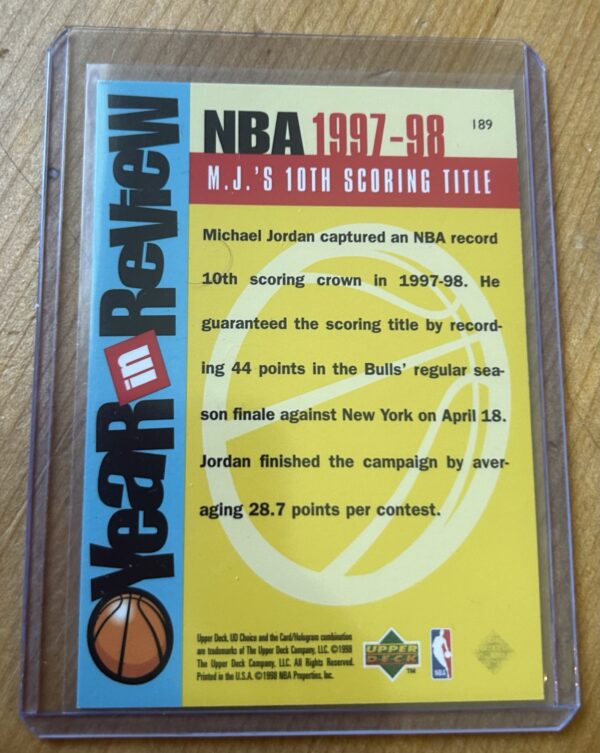 Year in Review
NBA 1997-98
189
M.J.'S 10TH SCORING TITLE
Michael Jordan captured an NBA record
10th scoring crown in 1997-98. He
guaranteed the scoring title by record-
ing 44 points in the Bulls' regular sea-
son finale against New York on April 18.
Jordan finished the campaign by aver-
aging 28.7 points per contest.
Upper Deck, UD Choice and the Card/Hologram combination
are trademarks of The Upper Deck Company, LLC. ©1998
The Upper Deck Company, LLC. All Rights Reserved.
Printed in the U.S.A. ©1998 NBA Properties, Inc.
UPPER
DECK
TM
NBA